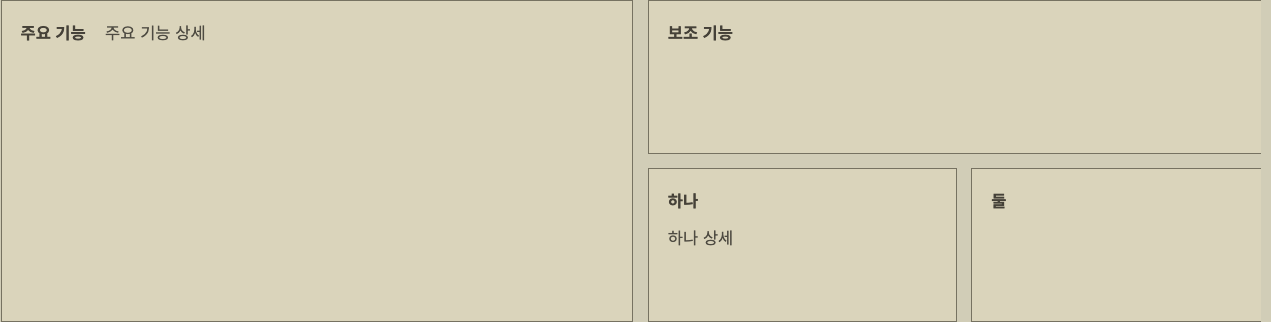 주요 기능 주요 기능 상세
보조 기능
하나
하나 상세
둘